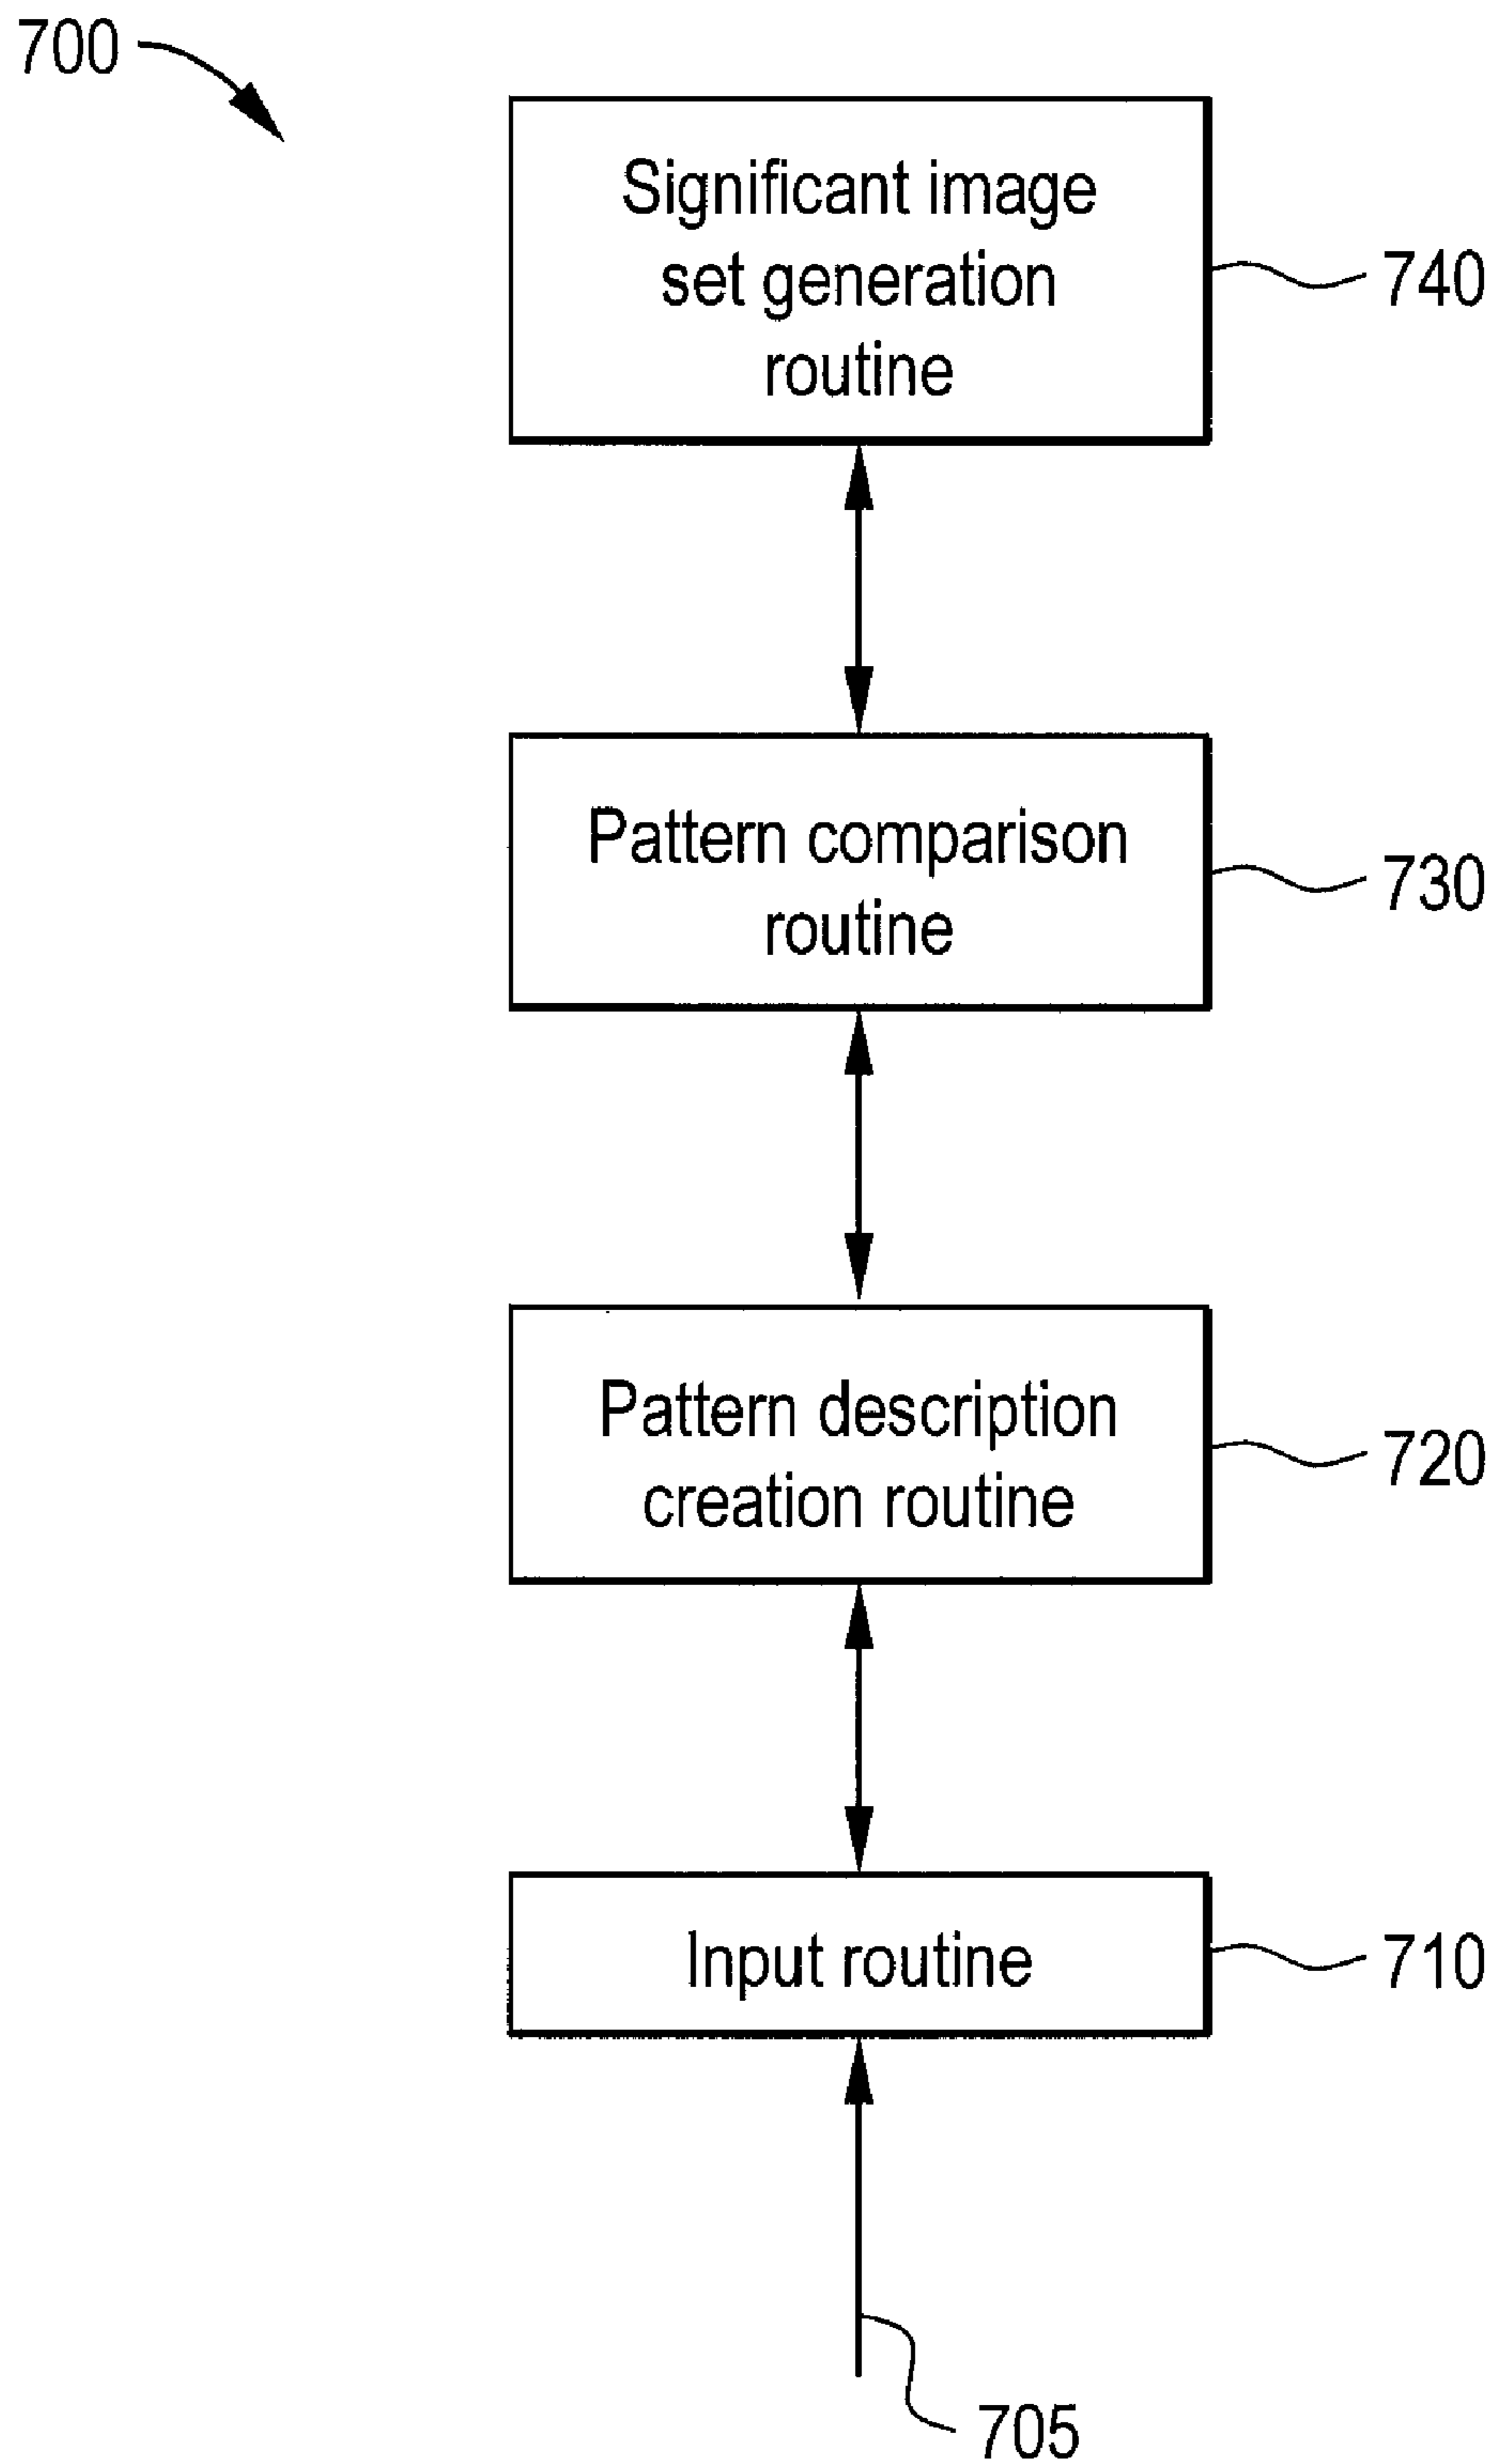 700
Significant image
set generation
routine
740
Pattern comparison
routine
730
Pattern description
creation routine
720
Input routine
710
705